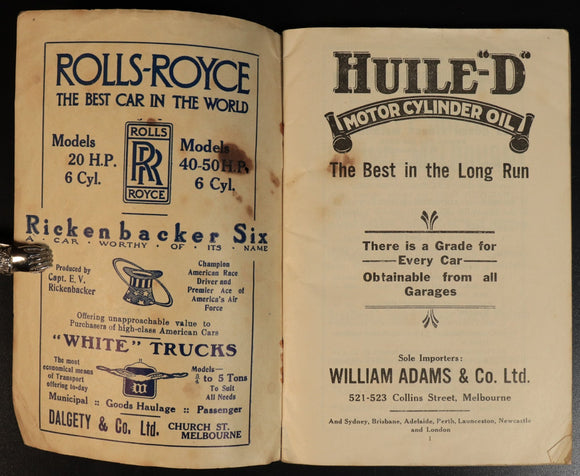 ROLLS-ROYCE
THE BEST CAR IN THE WORLD
Models
20 H.P.
6 Cyl.
ROLLS
RR
ROYCE
Models
40-50 H.P.
6 Cyl.
Rickenbacker Six
A · CAR · WORTHY · OF · ITS · NAME
Produced by
Capt. E. V.
Rickenbacker
Champion
American Race
Driver and
Premier Ace of
America's Air
Force
Offering unapproachable value to
Purchasers of high-class American Cars
"WHITE" TRUCKS
The most
economical means
of Transport
offering to-day
W
Models—
to 5 Tons
To Suit
All Needs
Municipal :: Goods Haulage :: Passenger
DALGETY & Co. Ltd.
CHURCH ST.
MELBOURNE
HUILE-"D"
MOTOR CYLINDER OIL
The Best in the Long Run
There is a Grade for
Every Car
Obtainable from all
Garages
Sole Importers:
WILLIAM ADAMS & Co. Ltd.
521-523 Collins Street, Melbourne
And Sydney, Brisbane, Adelaide, Perth, Launceston, Newcastle
and London
1